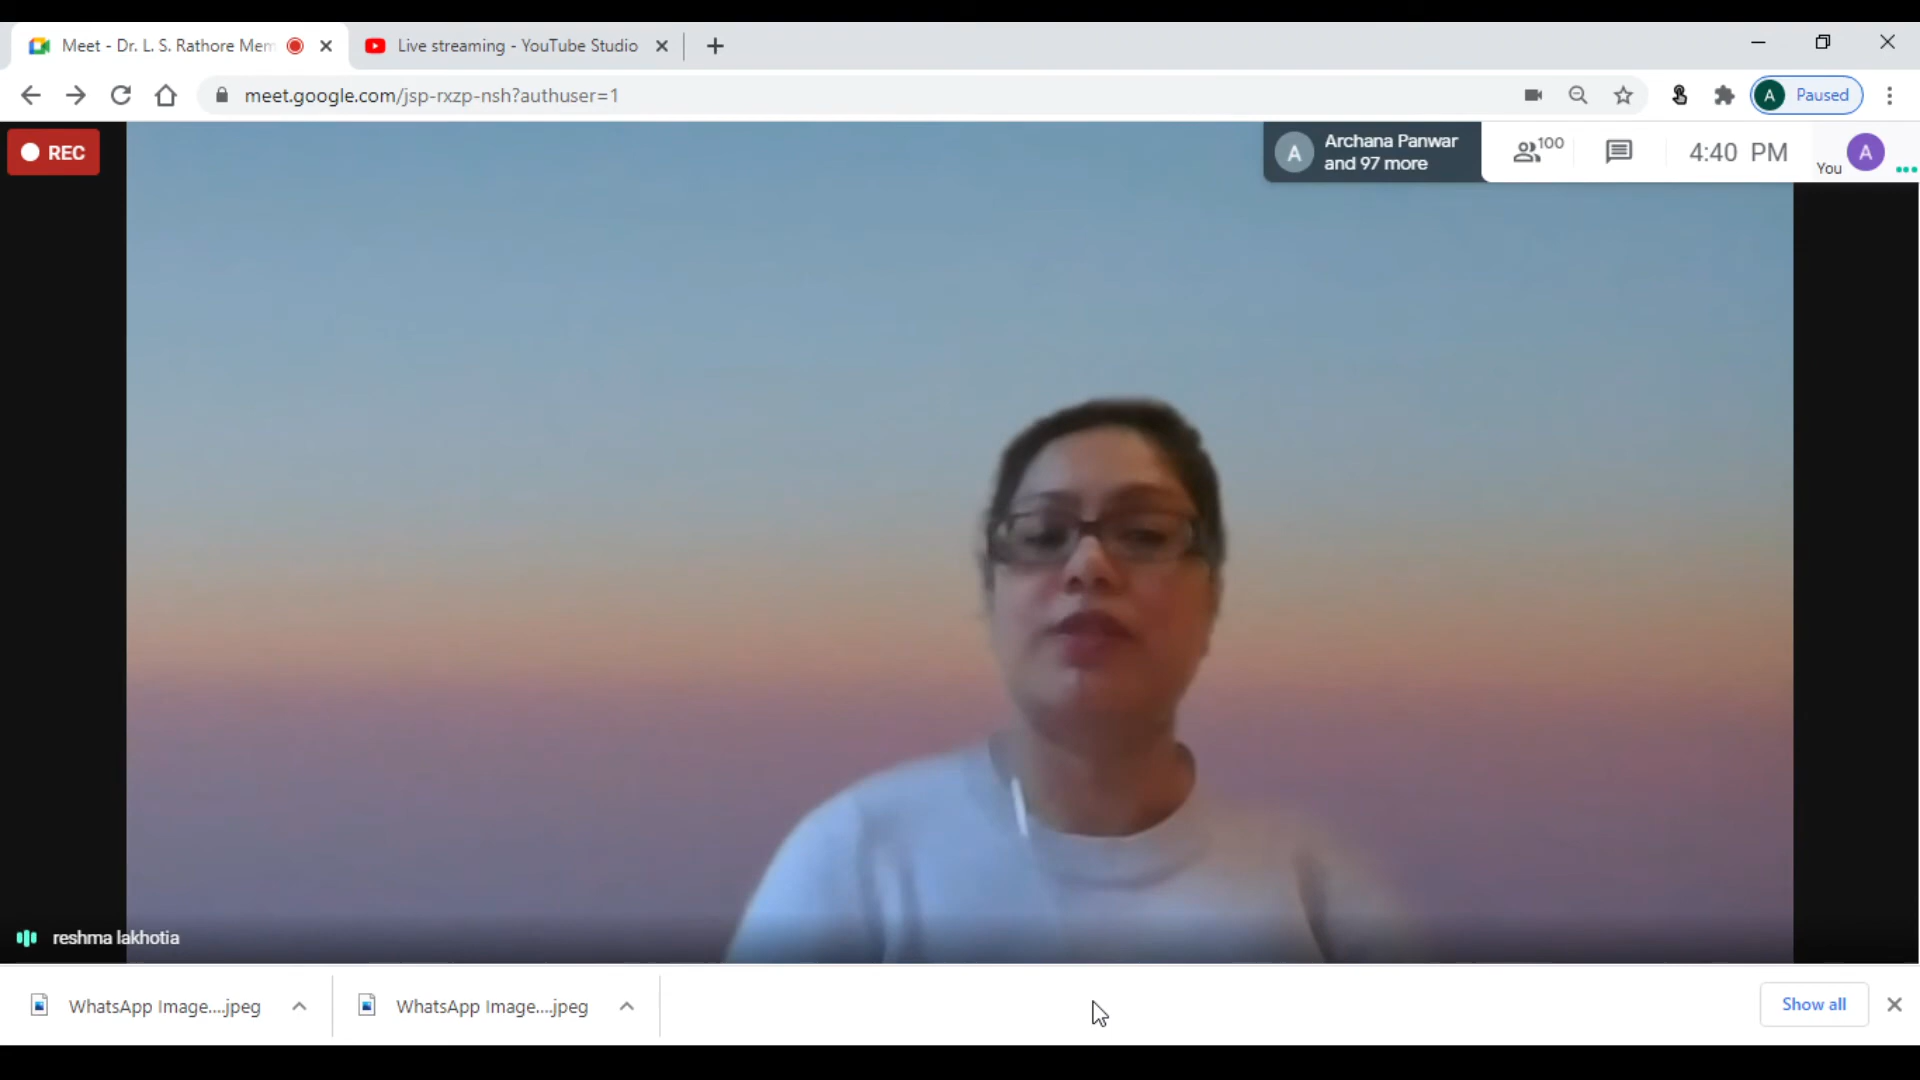 Meet - Dr. L. S. Rathore Mem
Live streaming - YouTube Studio
meet.google.com/jsp-rxzp-nsh?authuser=1
A Paused
REC
A
Archana Panwar
and 97 more
100
4:40 PM
You
A
reshma lakhotia
WhatsApp Image....jpeg
WhatsApp Image....jpeg
Show all